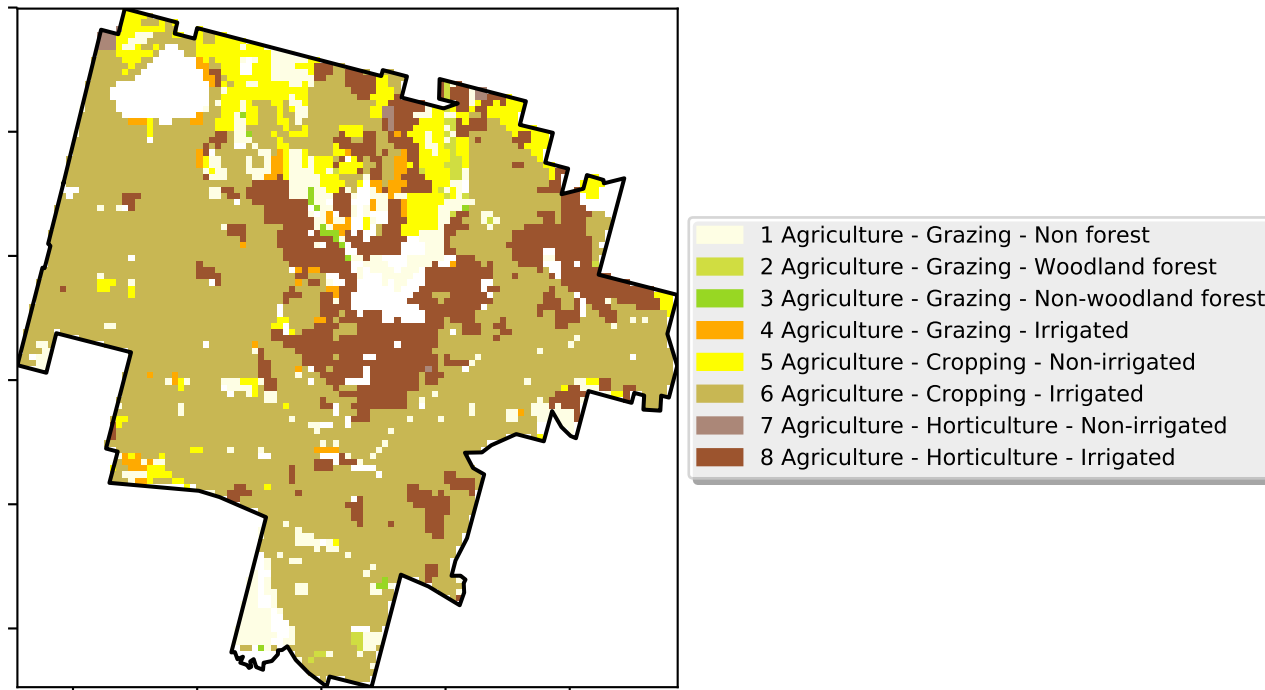 1 Agriculture - Grazing - Non forest
2 Agriculture - Grazing - Woodland forest
3 Agriculture - Grazing - Non-woodland forest
4 Agriculture - Grazing - Irrigated
5 Agriculture - Cropping - Non-irrigated
6 Agriculture - Cropping - Irrigated
7 Agriculture - Horticulture - Non-irrigated
8 Agriculture - Horticulture - Irrigated